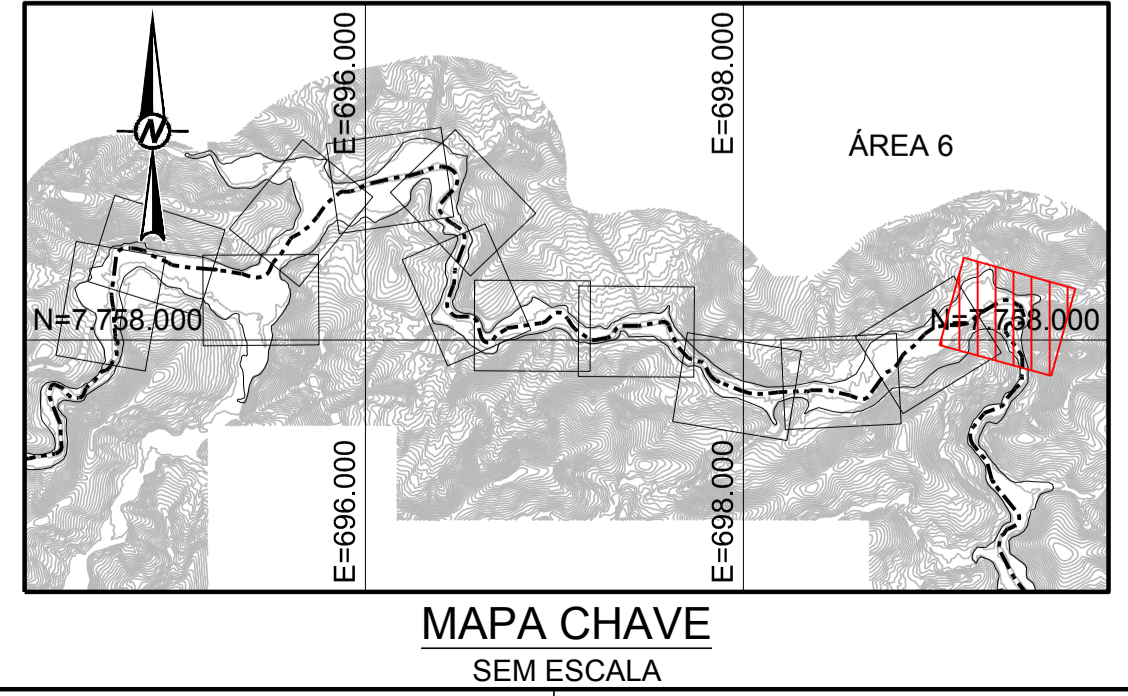 N
E=696.000
E=698.000
ÁREA 6
N=7.758.000
N=7.758.000
E=696.000
E=698.000
MAPA CHAVE
SEM ESCALA